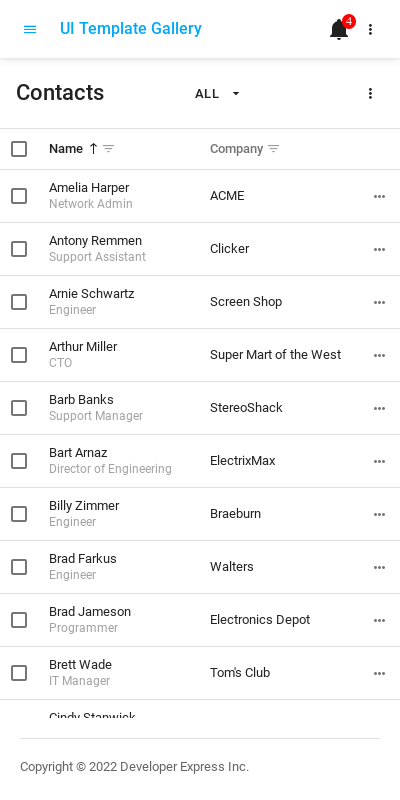 UI Template Gallery
4
Contacts
ALL
Name
Company
Amelia Harper
Network Admin
ACME
Antony Remmen
Support Assistant
Clicker
Arnie Schwartz
Engineer
Screen Shop
Arthur Miller
CTO
Super Mart of the West
Barb Banks
Support Manager
StereoShack
Bart Arnaz
Director of Engineering
ElectrixMax
Billy Zimmer
Engineer
Braeburn
Brad Farkus
Engineer
Walters
Brad Jameson
Programmer
Electronics Depot
Brett Wade
IT Manager
Tom's Club
Cindy Stanwick
Copyright © 2022 Developer Express Inc.